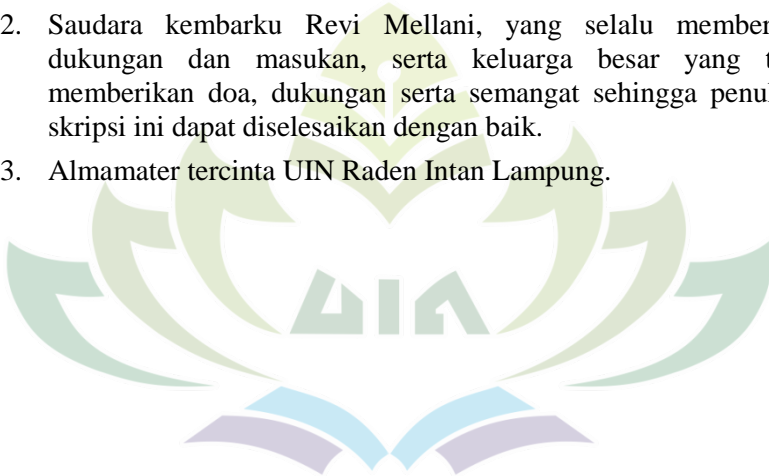 2. Saudara kembarku Revi Mellani, yang selalu member
dukungan dan masukan, serta keluarga besar yang t
memberikan doa, dukungan serta semangat sehingga penul
skripsi ini dapat diselesaikan dengan baik.
3. Almamater tercinta UIN Raden Intan Lampung.
UIN